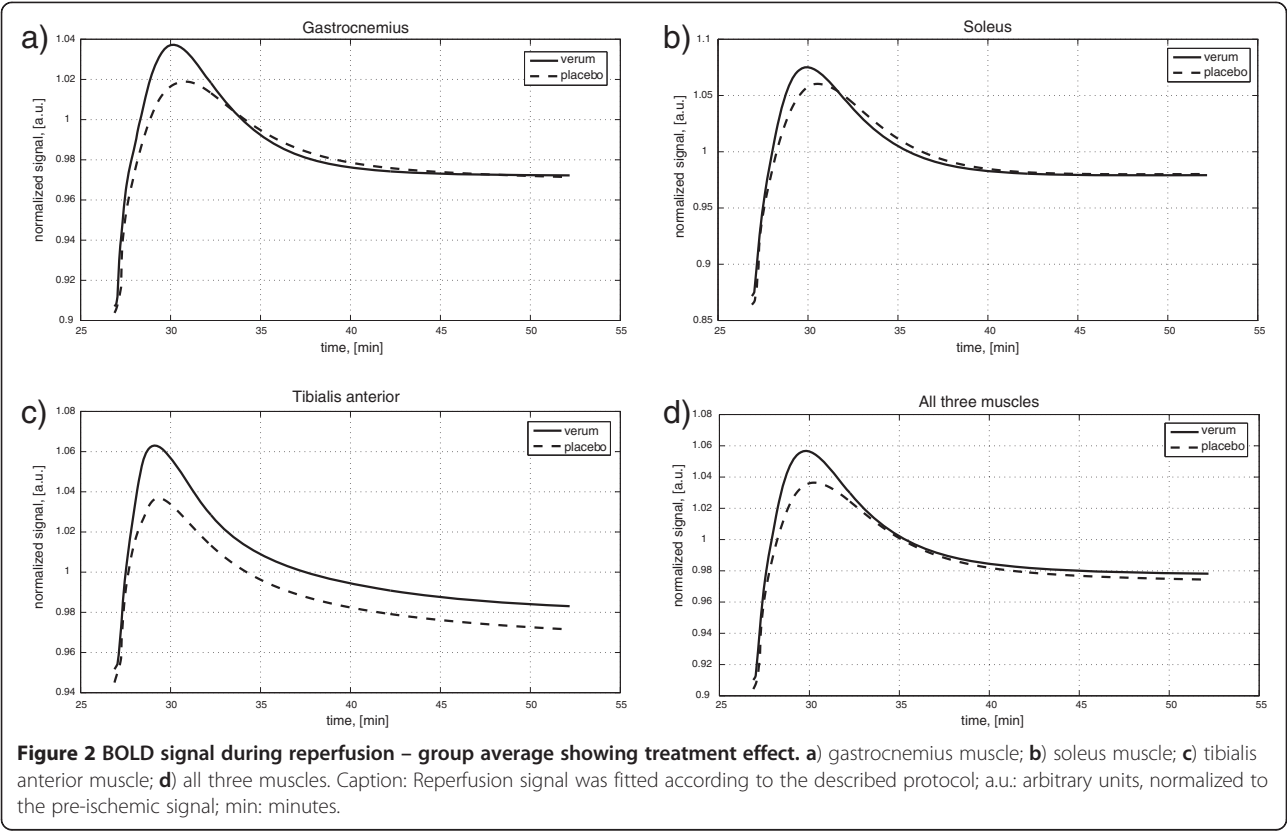 a)
Gastrocnemius
1.04
1.02
1
0.98
0.96
0.94
0.92
0.9
normalized signal, [a.u.]
verum
placebo
25 30 35 40 45 50 55
time, [min]
b)
Soleus
1.1
1.05
1
0.95
0.9
0.85
normalized signal, [a.u.]
verum
placebo
25 30 35 40 45 50 55
time, [min]
c)
Tibialis anterior
1.08
1.06
1.04
1.02
1
0.98
0.96
0.94
normalized signal, [a.u.]
verum
placebo
25 30 35 40 45 50 55
time, [min]
d)
All three muscles
1.08
1.06
1.04
1.02
1
0.98
0.96
0.94
0.92
0.9
normalized signal, [a.u.]
verum
placebo
25 30 35 40 45 50 55
time, [min]
Figure 2 BOLD signal during reperfusion – group average showing treatment effect. a) gastrocnemius muscle; b) soleus muscle; c) tibialis
anterior muscle; d) all three muscles. Caption: Reperfusion signal was fitted according to the described protocol; a.u.: arbitrary units, normalized to
the pre-ischemic signal; min: minutes.